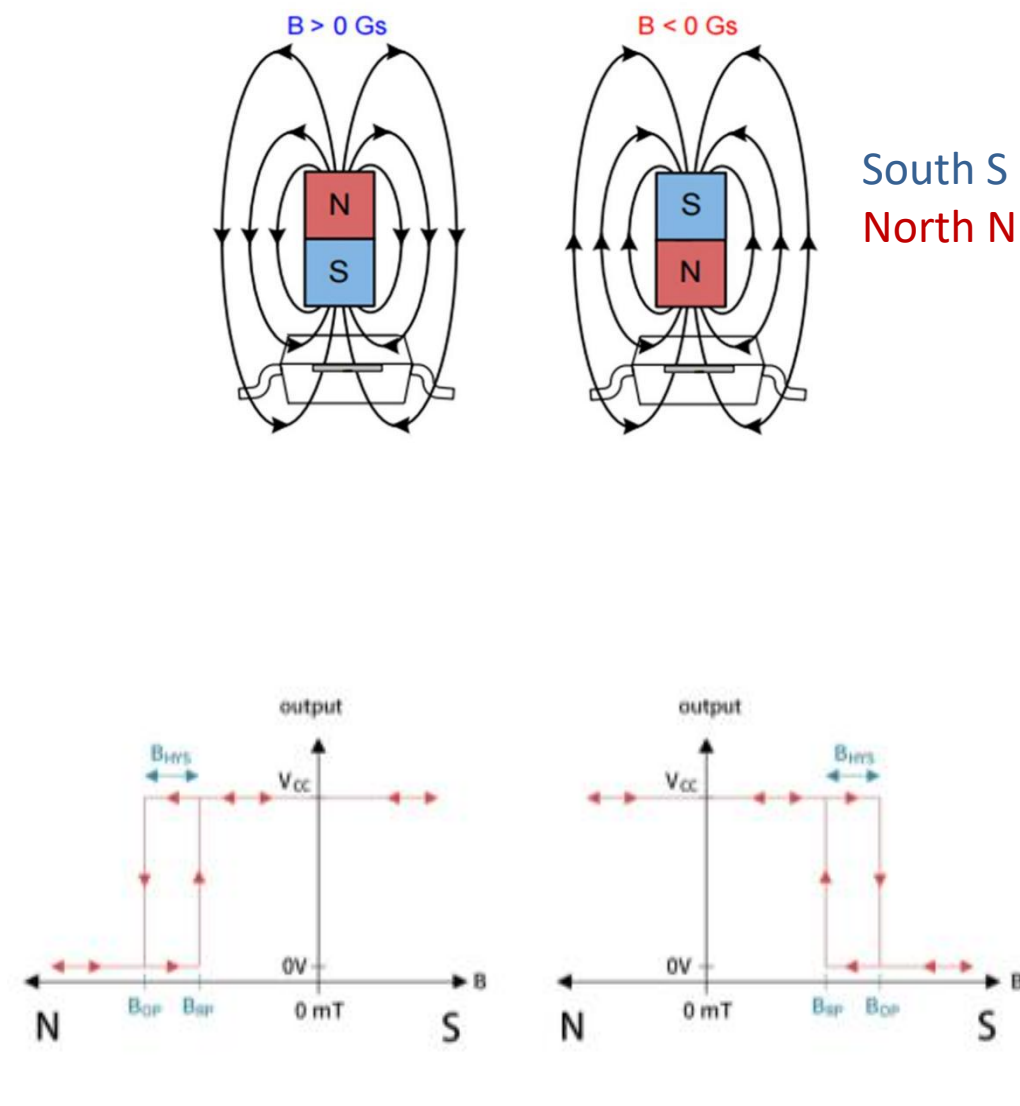 B > 0 Gs
B < 0 Gs
N
S
S
N
South S
North N
output
BHYS
VCC
0V
B
BOP
BRP
0 mT
N
S
output
BHYS
VCC
0V
B
BRP
BOP
0 mT
N
S